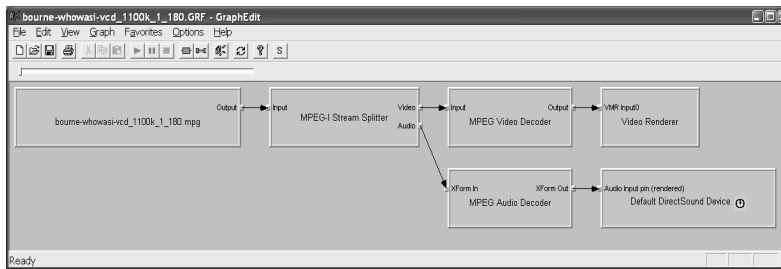 bourne-whowasi-vcd_1100k_1_180.GRF - GraphEdit
File Edit View Graph Favorites Options Help
S
Output
bourne-whowasi-vcd_1100k_1_180.mpg
Input
Video
MPEG-I Stream Splitter
Audio
Input
Output
MPEG Video Decoder
VMR Input0
Video Renderer
XForm In
XForm Out
MPEG Audio Decoder
Audio Input pin (rendered)
Default DirectSound Device
Ready